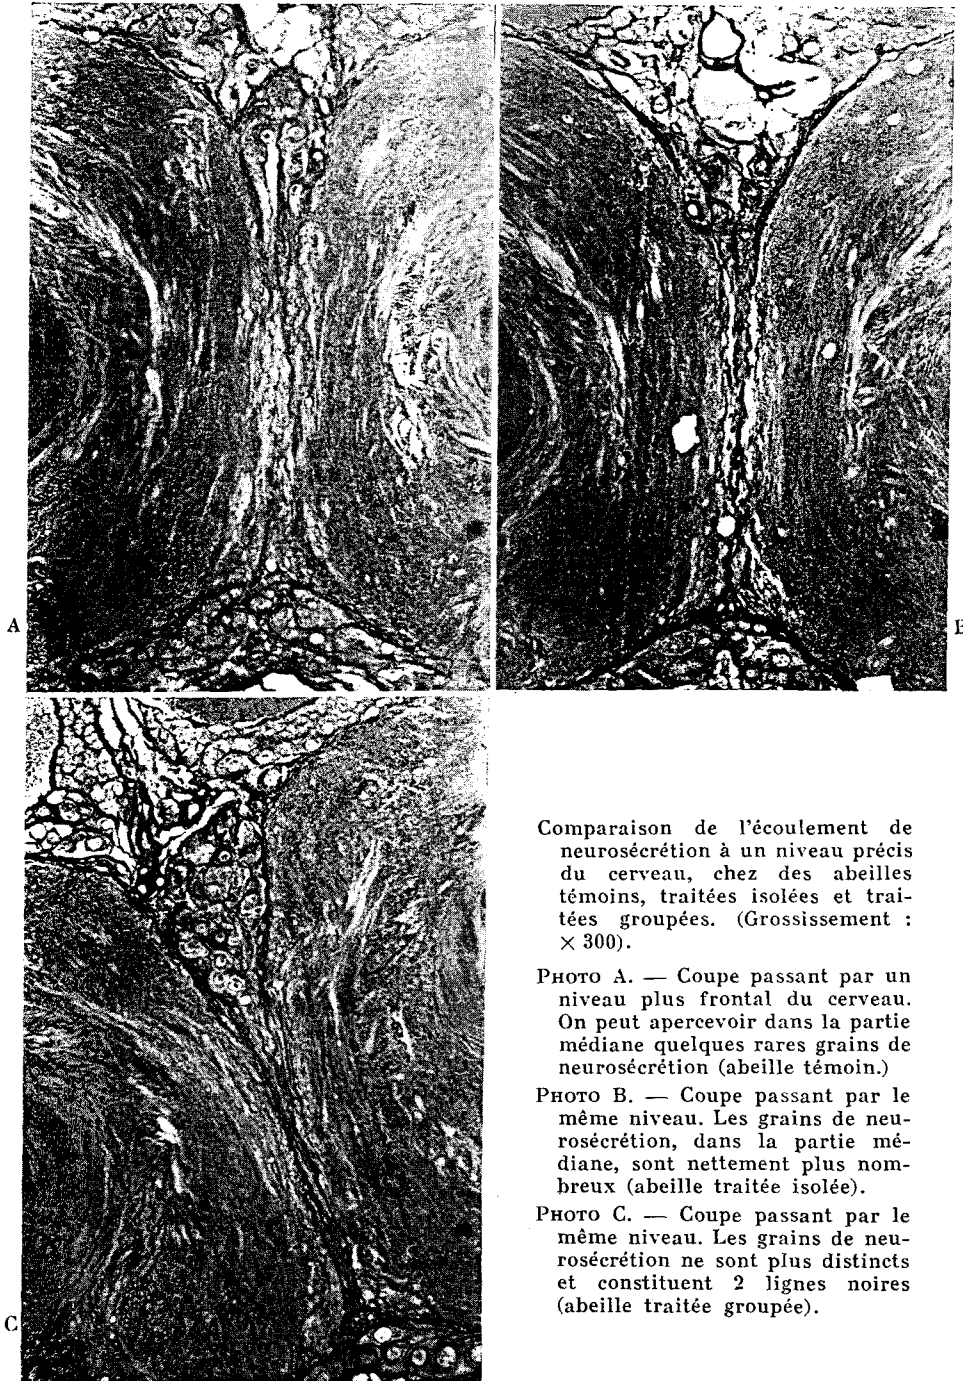 A
B
C
Comparaison de l'écoulement de
neurosécrétion à un niveau précis
du cerveau, chez des abeilles
témoins, traitées isolées et trai-
tées groupées. (Grossissement :
× 300).
PHOTO A. — Coupe passant par un
niveau plus frontal du cerveau.
On peut apercevoir dans la partie
médiane quelques rares grains de
neurosécrétion (abeille témoin.)
PHOTO B. — Coupe passant par le
même niveau. Les grains de neu-
rosécrétion, dans la partie mé-
diane, sont nettement plus nom-
breux (abeille traitée isolée).
PHOTO C. — Coupe passant par le
même niveau. Les grains de neu-
rosécrétion ne sont plus distincts
et constituent 2 lignes noires
(abeille traitée groupée).